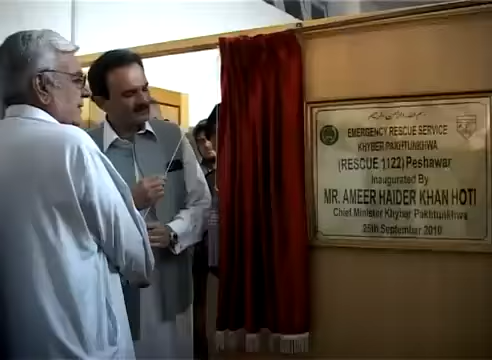 EMERGENCY RESCUE SERVICE
KHYBER PAKHTUNKHWA
(RESCUE 1122) Peshawar
Inaugurated By
MR. AMEER HAIDER KHAN HOTI
Chief Minister Khyber Pakhtunkhwa
25th September 2010